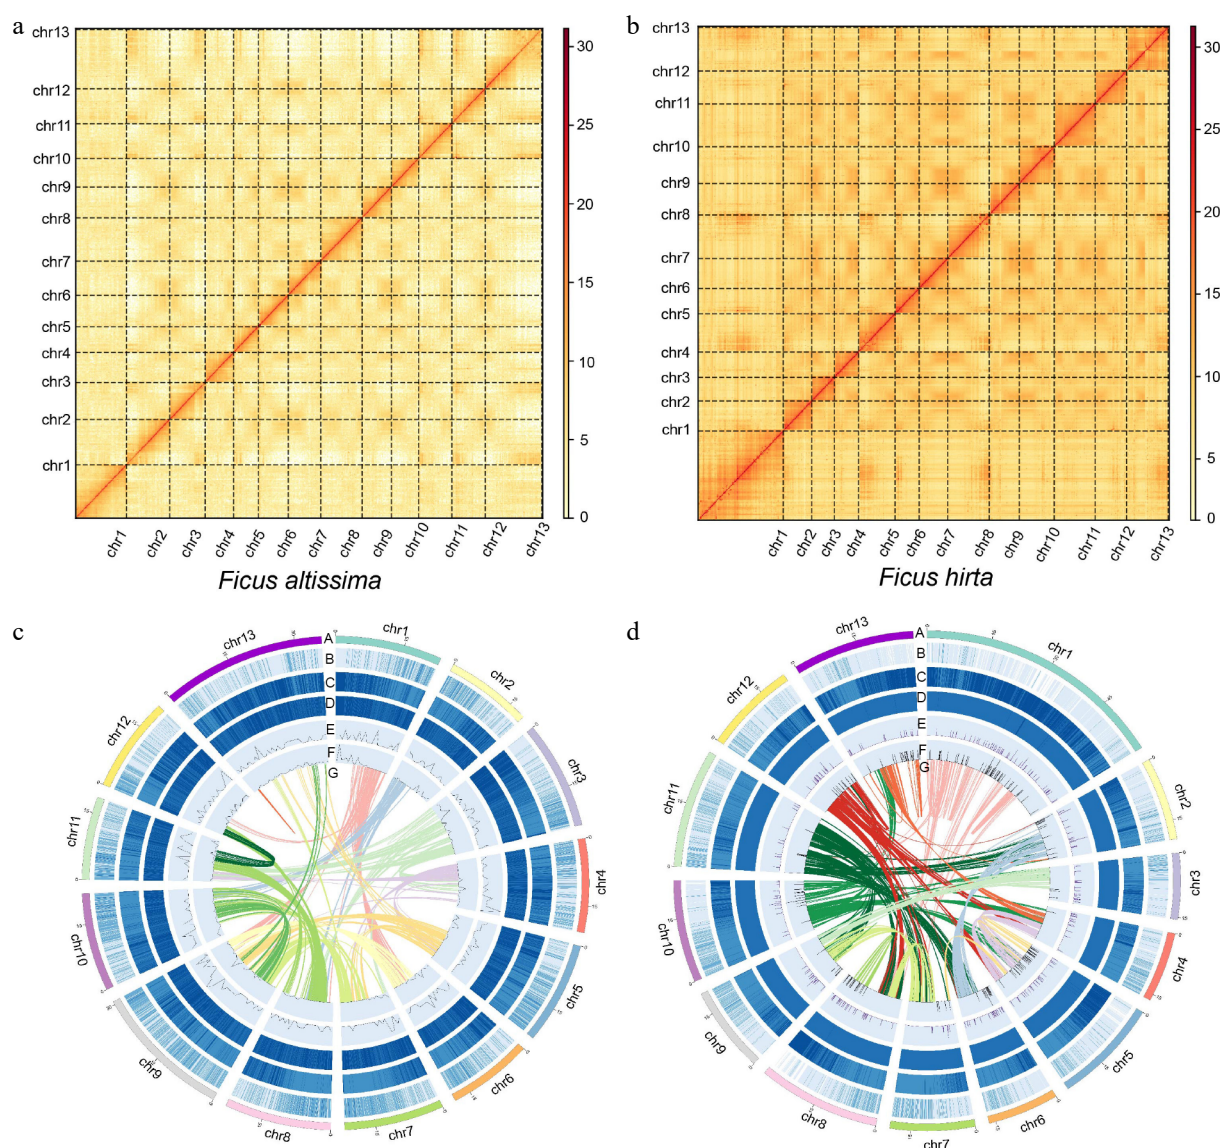 a
chr13
chr12
chr11
chr10
chr9
chr8
chr7
chr6
chr5
chr4
chr3
chr2
chr1
30
25
20
15
10
5
0
chr1 chr2 chr3 chr4 chr5 chr6 chr7 chr8 chr9 chr10 chr11 chr12 chr13
Ficus altissima
b
chr13
chr12
chr11
chr10
chr9
chr8
chr7
chr6
chr5
chr4
chr3
chr2
chr1
30
25
20
15
10
5
0
chr1 chr2 chr3 chr4 chr5 chr6 chr7 chr8 chr9 chr10 chr11 chr12 chr13
Ficus hirta
c
A
B
C
D
E
F
G
chr1
chr2
chr3
chr4
chr5
chr6
chr7
chr8
chr9
chr10
chr11
chr12
chr13
d
A
B
C
D
E
F
G
chr1
chr2
chr3
chr4
chr5
chr6
chr7
chr8
chr9
chr10
chr11
chr12
chr13